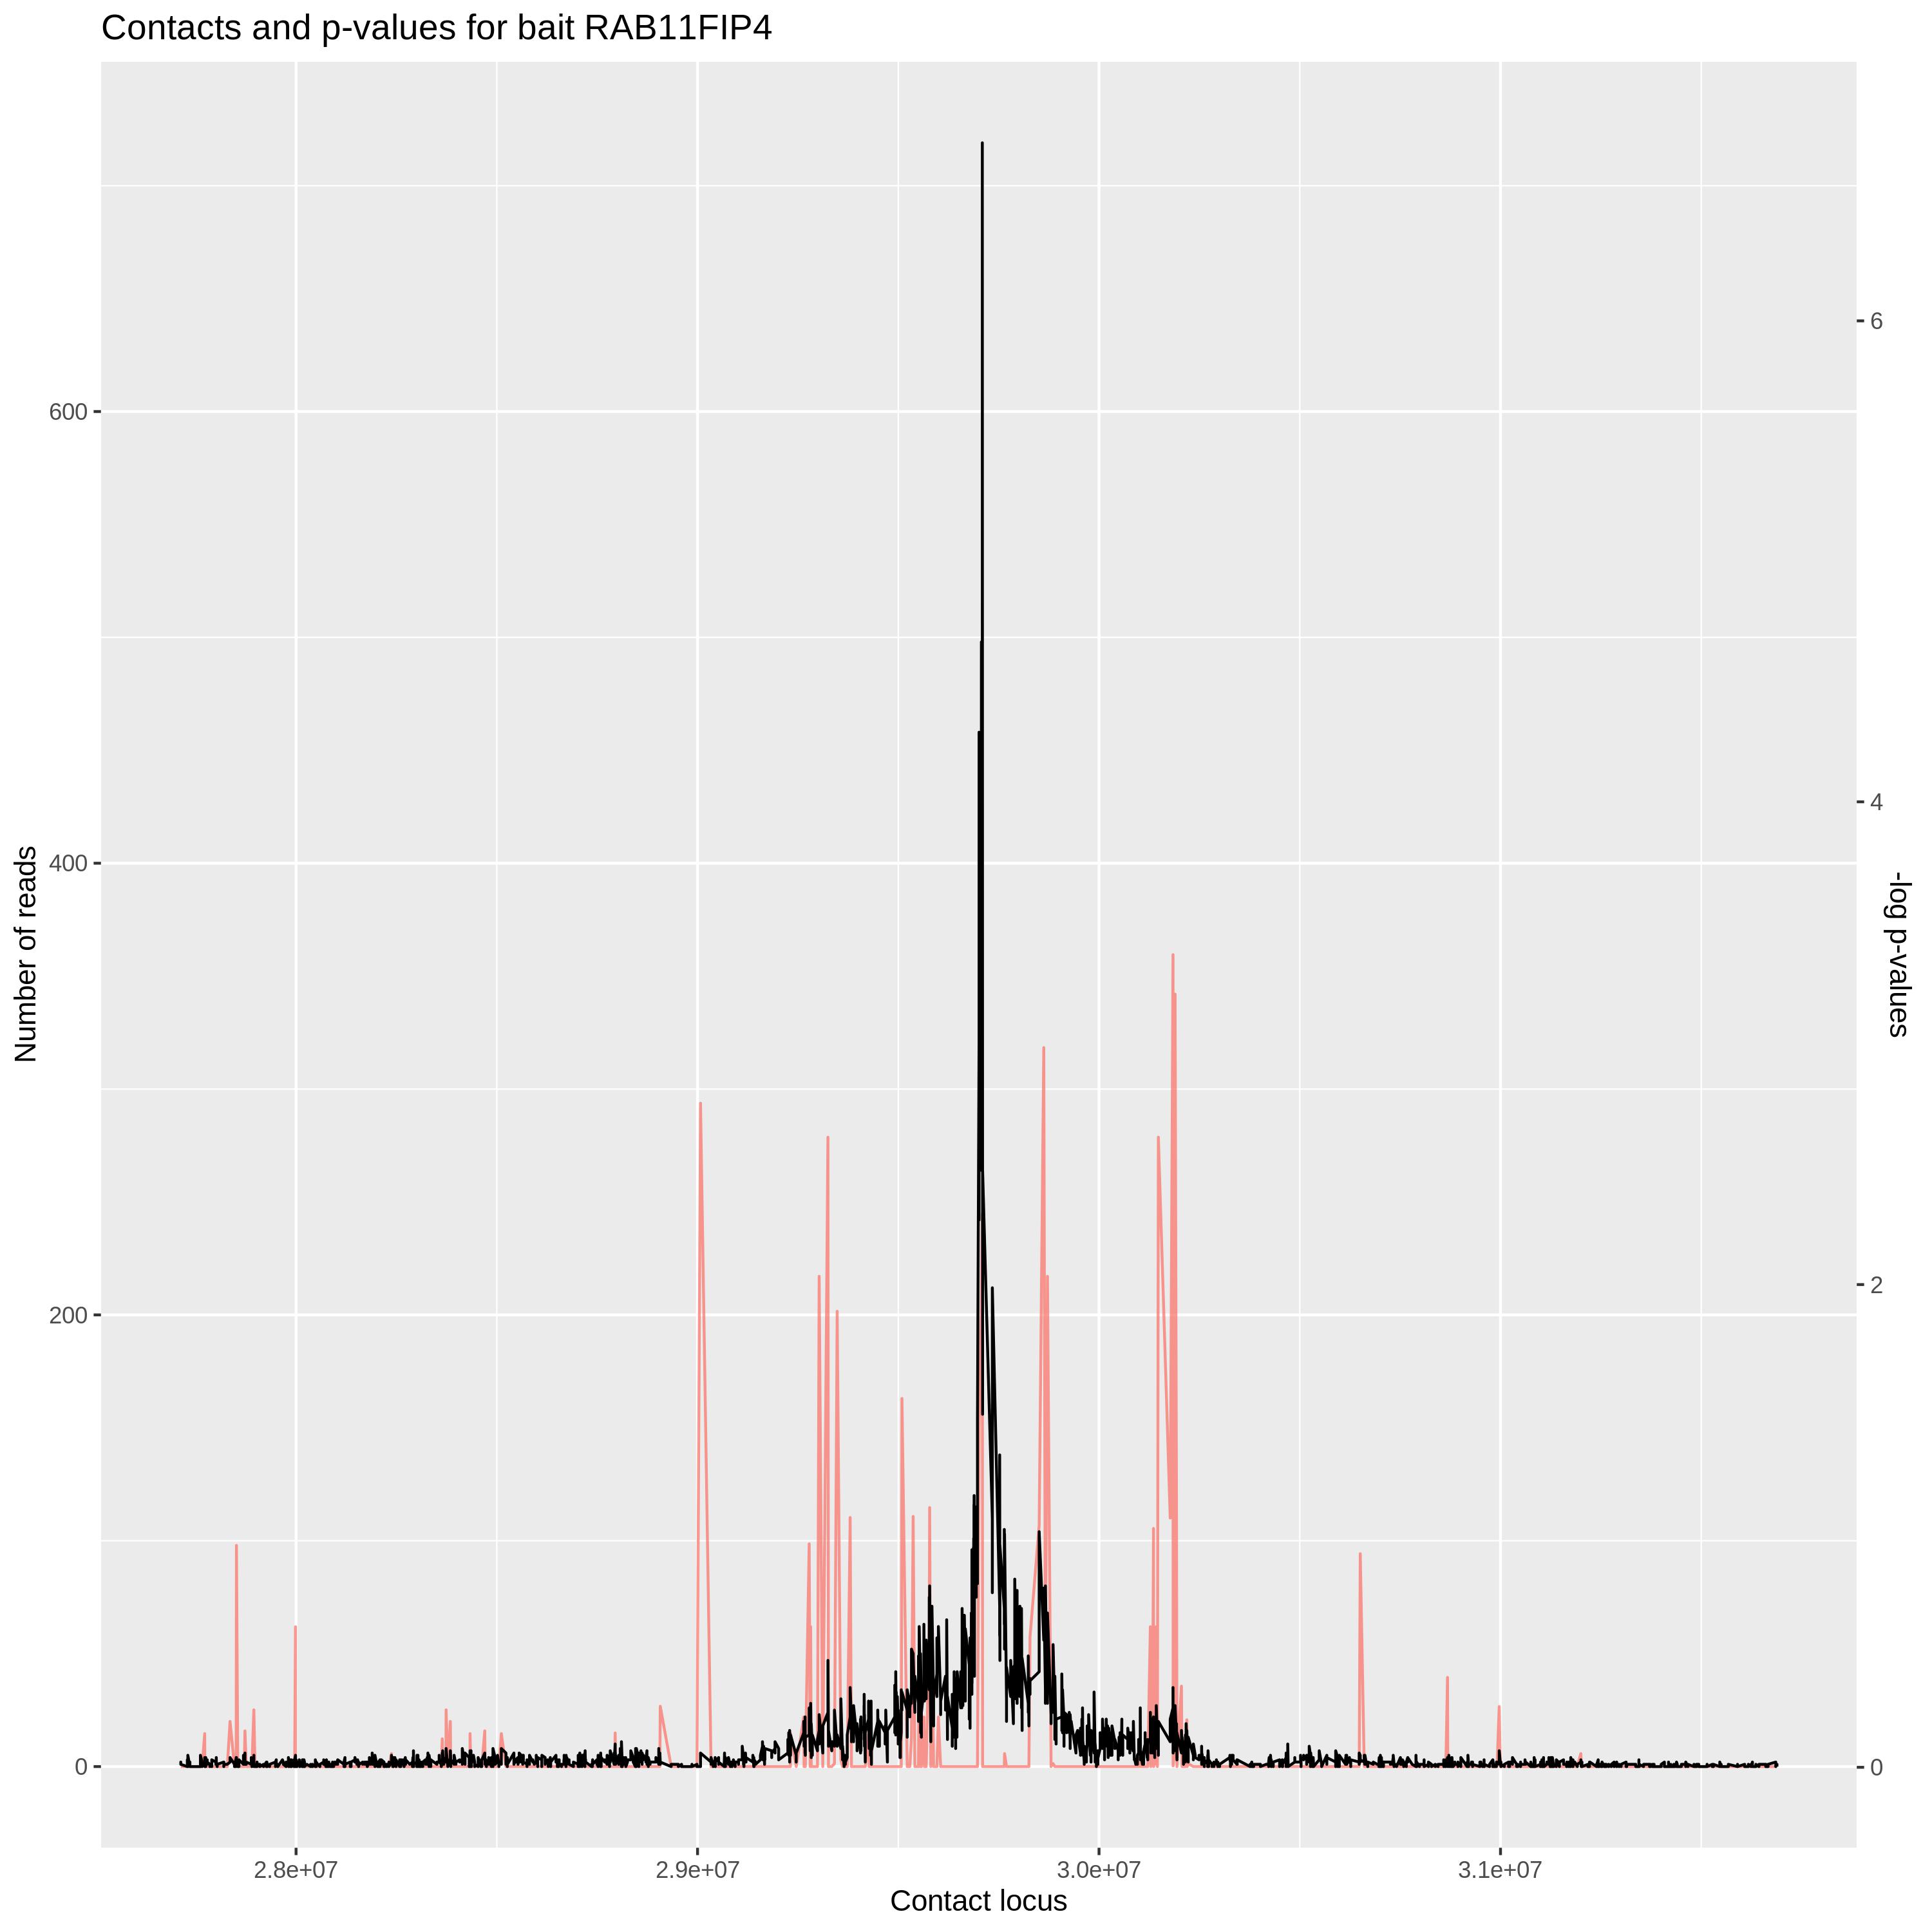 Contacts and p-values for bait RAB11FIP4
Number of reads
600
400
200
0
6
4
2
0
-log p-values
2.8e+07
2.9e+07
3.0e+07
3.1e+07
Contact locus